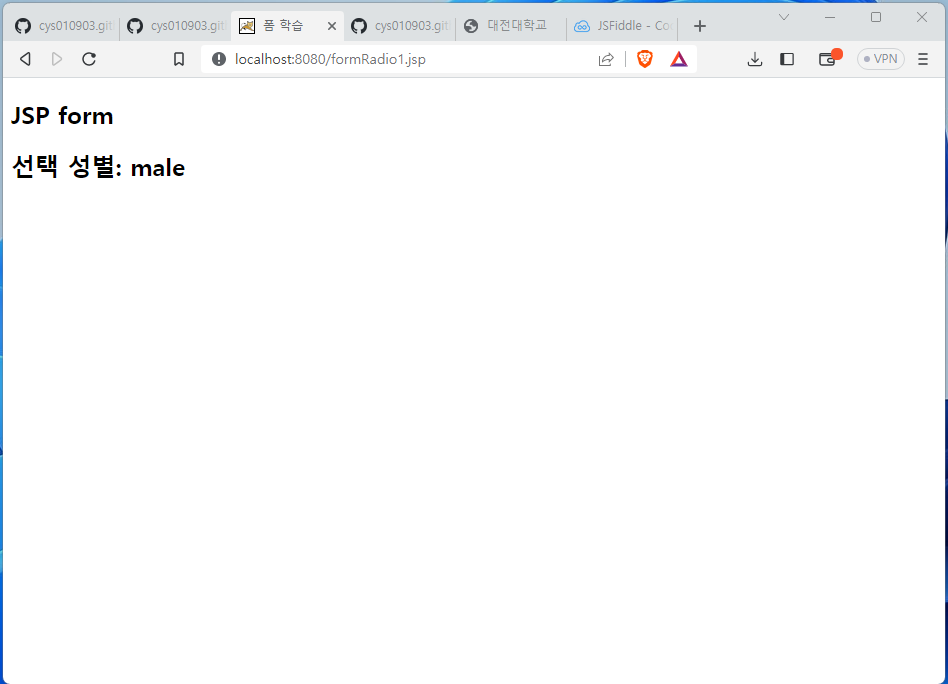 cys010903.git
cys010903.git
폼 학습
cys010903.git
대전대학교
JSFiddle - Co
localhost:8080/formRadio1.jsp
VPN
JSP form
선택 성별: male